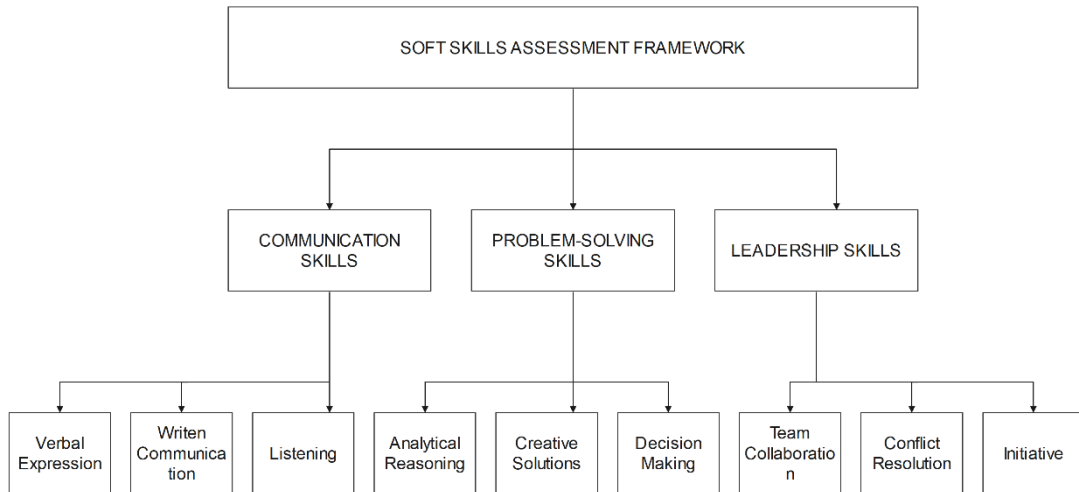 SOFT SKILLS ASSESSMENT FRAMEWORK
COMMUNICATION
SKILLS
PROBLEM-SOLVING
SKILLS
LEADERSHIP SKILLS
Verbal
Expression
Writen
Communica
tion
Listening
Analytical
Reasoning
Creative
Solutions
Decision
Making
Team
Collaboratio
n
Conflict
Resolution
Initiative